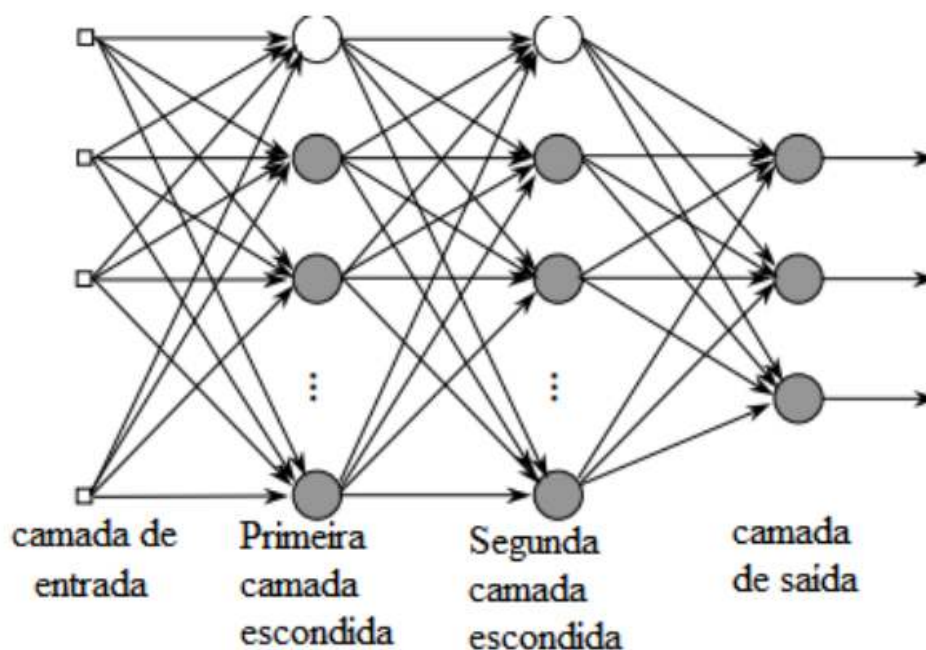 camada de
entrada
Primeira
camada
escondida
Segunda
camada
escondida
camada
de saída